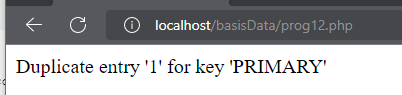 localhost/basisData/prog12.php
Duplicate entry '1' for key 'PRIMARY'